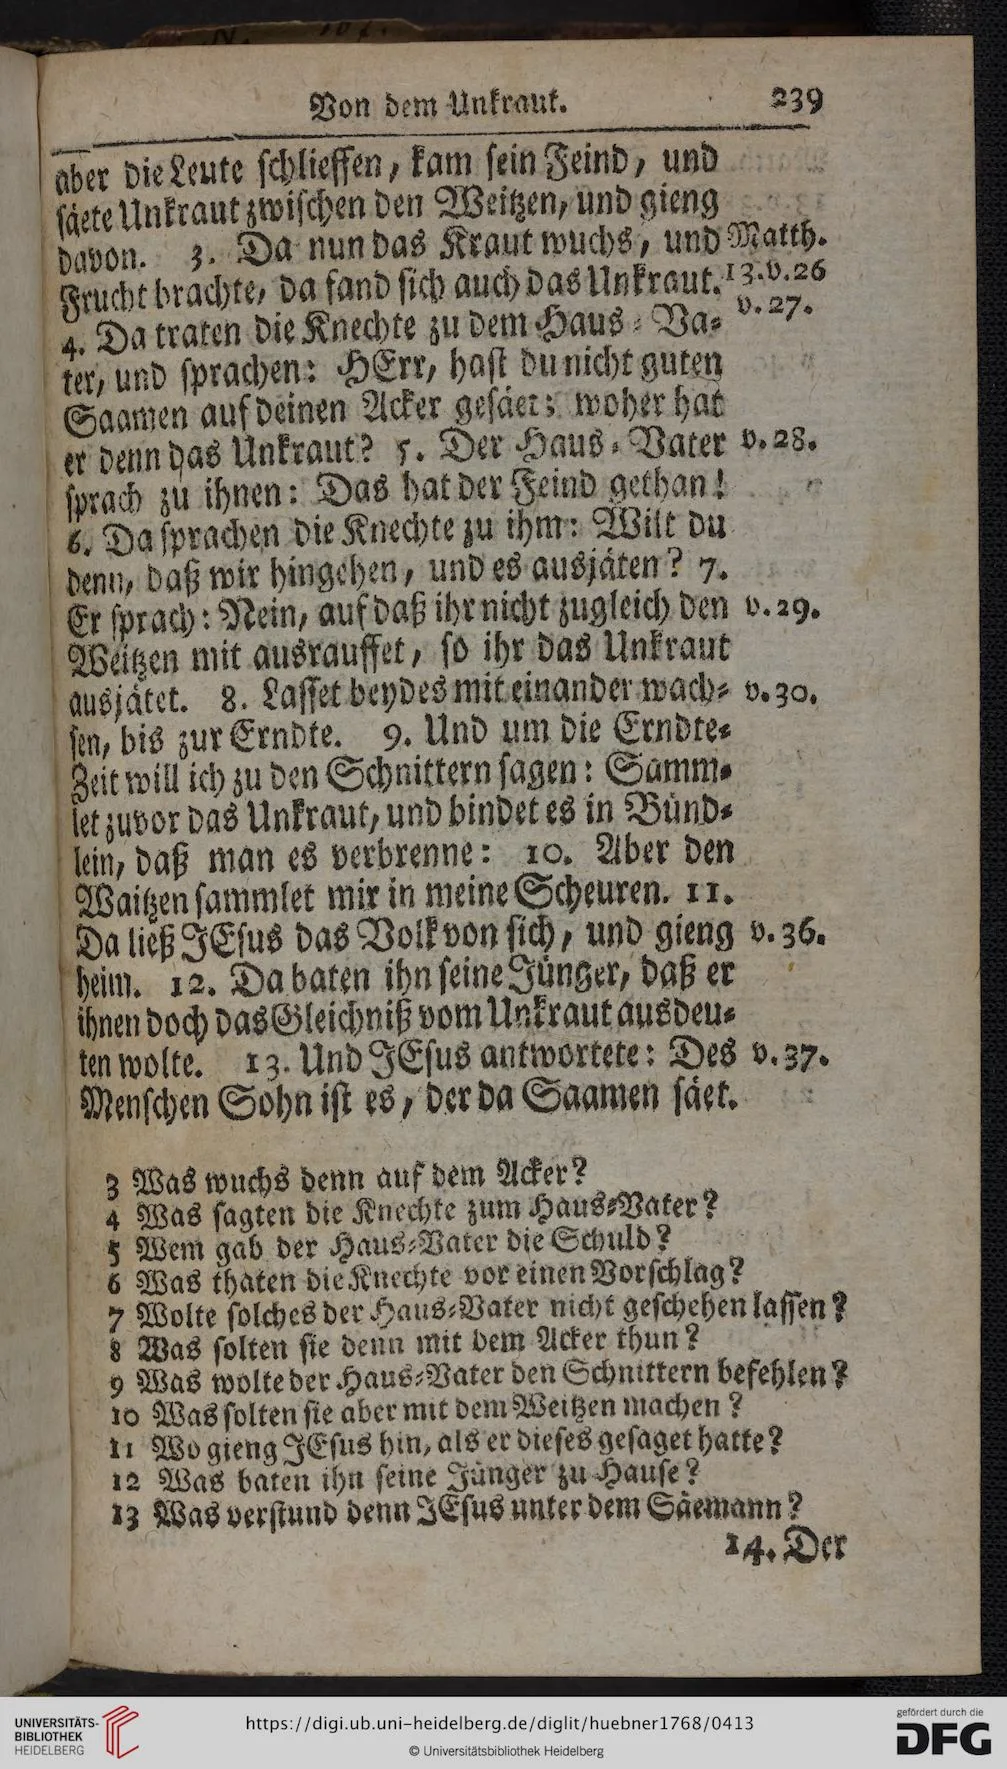 Von dem Unkraut. 239
aber die Leute schlieffen, kam sein Feind, und
säete Unkraut zwischen den Weitzen, und gieng
davon. 3. Da nun das Kraut wuchs, und Matth.
Frucht brachte, da fand sich auch das Unkraut. 13. v. 26
4. Da traten die Knechte zu dem Haus-Va- v. 27.
ter, und sprachen: HErr, hast du nicht guten
Saamen auf deinen Acker gesäet; woher hat
er denn das Unkraut? 5. Der Haus-Vater v. 28.
sprach zu ihnen: Das hat der Feind gethan!
6. Da sprachen die Knechte zu ihm: Wilt du
denn, daß wir hingehen, und es ausjäten? 7.
Er sprach: Nein, auf daß ihr nicht zugleich den v. 29.
Weitzen mit ausrauffet, so ihr das Unkraut
ausjätet. 8. Lasset beydes mit einander wach- v. 30.
sen, bis zur Erndte. 9. Und um die Erndte-
Zeit will ich zu den Schnittern sagen: Samm-
let zuvor das Unkraut, und bindet es in Bünd-
lein, daß man es verbrenne: 10. Aber den
Waitzen sammlet mir in meine Scheuren. 11.
Da ließ JEsus das Volk von sich, und gieng v. 36.
heim. 12. Da baten ihn seine Jünger, daß er
ihnen doch das Gleichniß vom Unkraut ausdeu-
ten wolte. 13. Und JEsus antwortete: Des v. 37.
Menschen Sohn ist es, der da Saamen säet.
3 Was wuchs denn auf dem Acker?
4 Was sagten die Knechte zum Haus-Vater?
5 Wem gab der Haus-Vater die Schuld?
6 Was thaten die Knechte vor einen Vorschlag?
7 Wolte solches der Haus-Vater nicht geschehen lassen?
8 Was solten sie denn mit dem Acker thun?
9 Was wolte der Haus-Vater den Schnittern befehlen?
10 Was solten sie aber mit dem Weitzen machen?
11 Wo gieng JEsus hin, als er dieses gesaget hatte?
12 Was baten ihn seine Jünger zu Hause?
13 Was verstund denn JEsus unter dem Säemann?
14. Der
UNIVERSITÄTS-
BIBLIOTHEK
HEIDELBERG
https://digi.ub.uni-heidelberg.de/diglit/huebner1768/0413
© Universitätsbibliothek Heidelberg
gefördert durch die
DFG